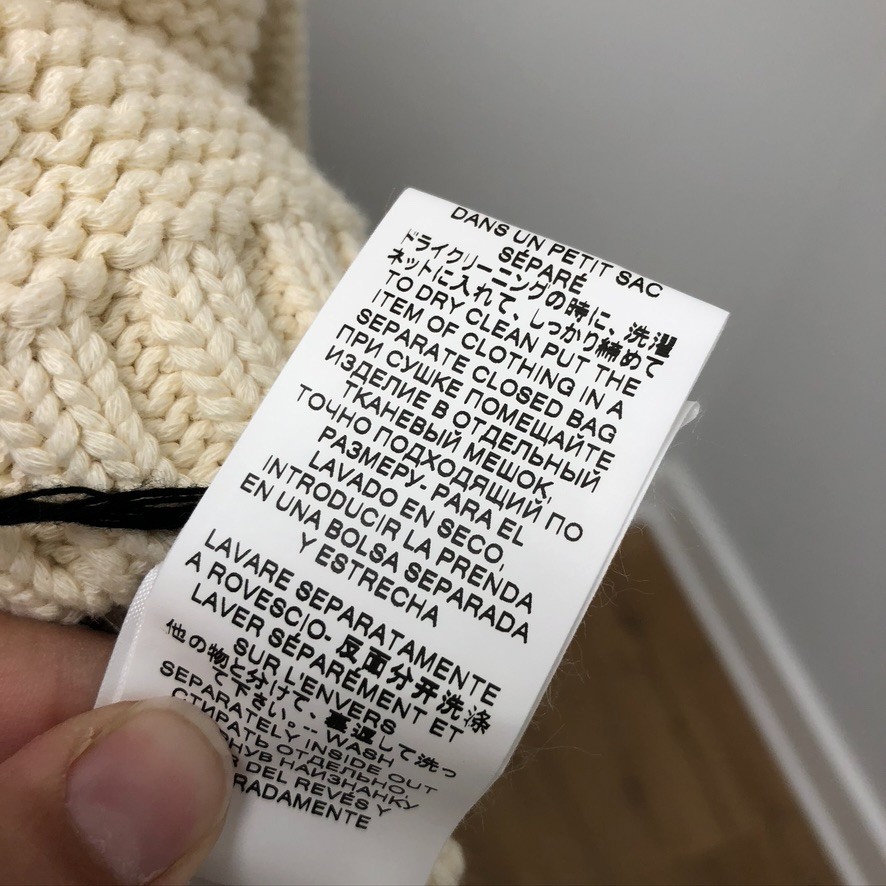 DANS UN PETIT SAC
SÉPARÉ
ドライクリーニングの時に、洗濯
ネットに入れて、しっかり締めて
TO DRY CLEAN PUT THE
ITEM OF CLOTHING IN A
SEPARATE CLOSED BAG
ПРИ СУШКЕ ПОМЕЩАЙТЕ
ИЗДЕЛИЕ В ОТДЕЛЬНЫЙ
ТКАНЕВЫЙ МЕШОК,
ТОЧНО ПОДХОДЯЩИЙ ПО
РАЗМЕРУ- PARA EL
LAVADO EN SECO,
INTRODUCIR LA PRENDA
EN UNA BOLSA SEPARADA
Y ESTRECHA
LAVARE SEPARATAMENTE
A ROVESCIO- 反面分开洗涤
LAVER SÉPARÉMENT ET
SUR L'ENVERS
他の物と分けて、裏返して洗っ
て下さい。-- WASH
SEPARATELY INSIDE OUT
СТИРАТЬ ОТДЕЛЬНО,
НАИЗНАНКУ
DEL REVÉS Y